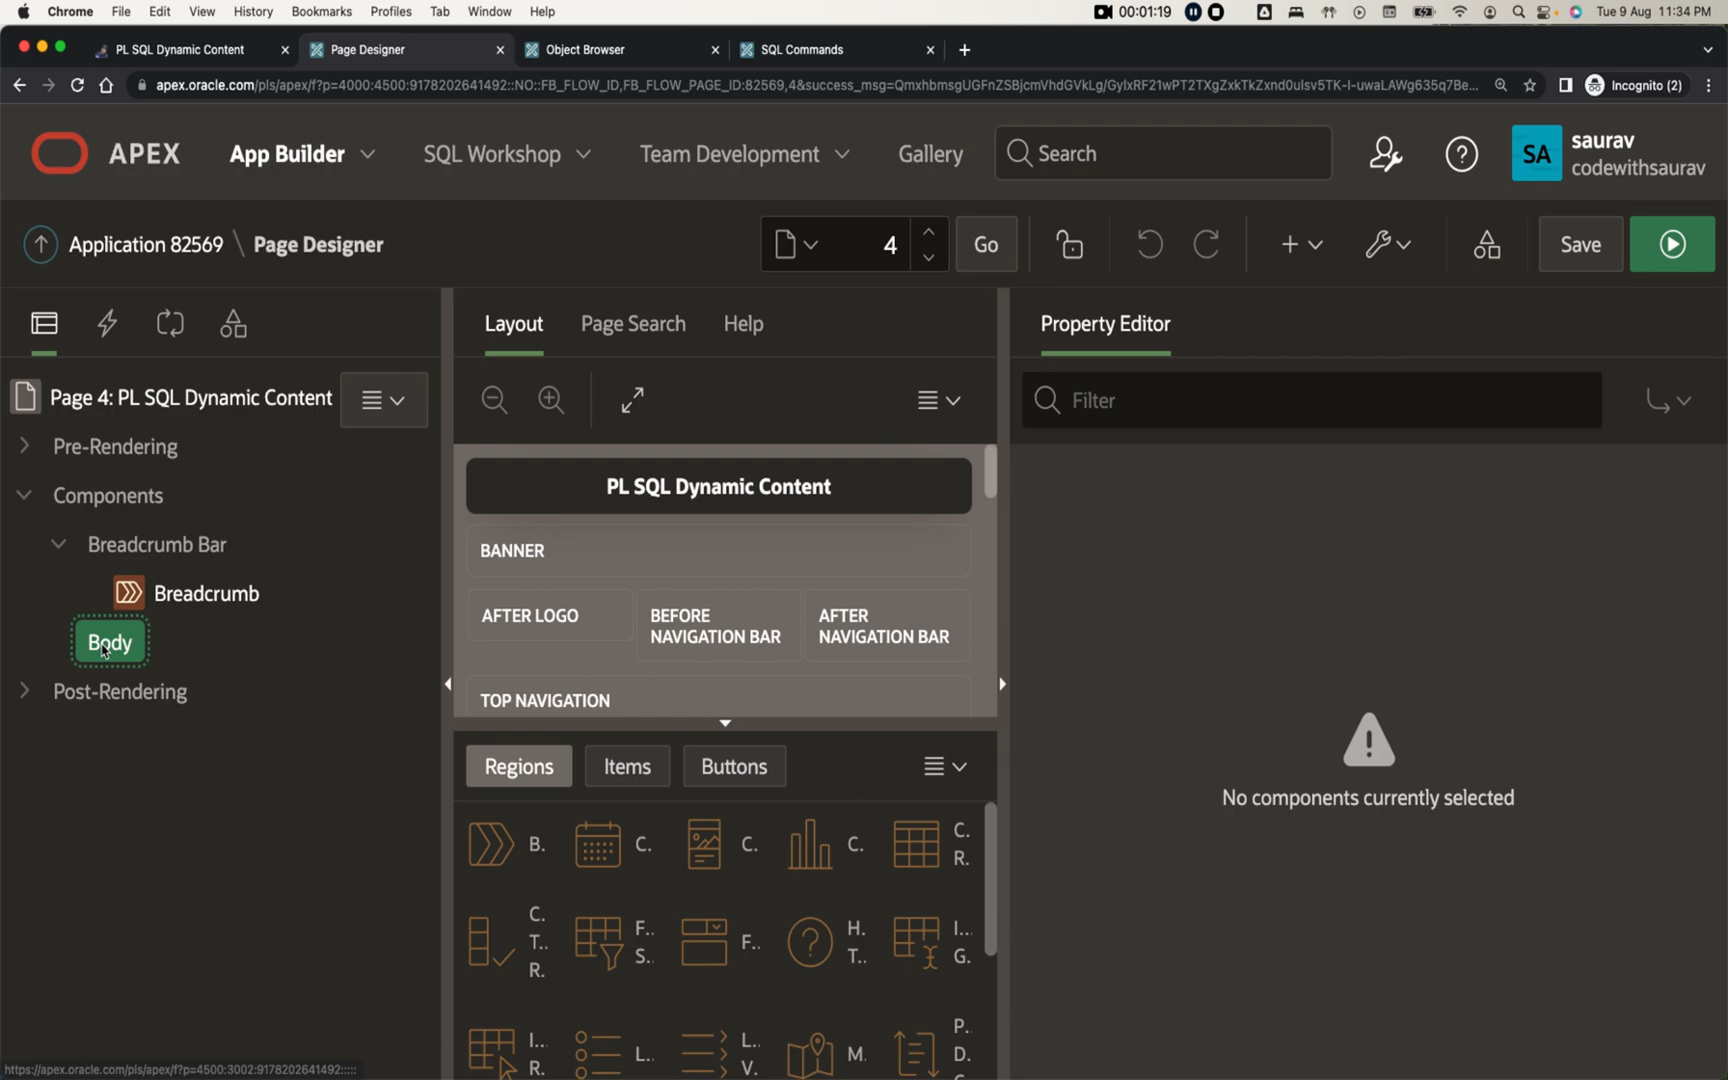 Chrome File Edit View History Bookmarks Profiles Tab Window Help 00:01:19 Tue 9 Aug 11:34 PM
PL SQL Dynamic Content Page Designer Object Browser SQL Commands
apex.oracle.com/pls/apex/f?p=4000:4500:9178202641492::NO::FB_FLOW_ID,FB_FLOW_PAGE_ID:82569,4&success_msg=QmxhbmsgUGFnZSBjcmVhdGVkLg/GylxRF21wPT2TXgZxkTkZxnd0ulsv5TK-I-uwaLAWg635q7Be... Incognito (2)
APEX App Builder SQL Workshop Team Development Gallery Search SA saurav
codewithsaurav
Application 82569 \ Page Designer 4 Go Save
Layout Page Search Help Property Editor
Page 4: PL SQL Dynamic Content Filter
Pre-Rendering
Components
Breadcrumb Bar
Breadcrumb
Body
Post-Rendering
PL SQL Dynamic Content
BANNER
AFTER LOGO
BEFORE
NAVIGATION BAR
AFTER
NAVIGATION BAR
TOP NAVIGATION
Regions Items Buttons
B. C. C. C. C.
R.
C.
T..
R.
F..
S..
F..
H.
T..
I...
G.
I...
R.
L..
L..
V.
M.
P.
D.
No components currently selected
https://apex.oracle.com/pls/apex/f?p=4500:3002:9178202641492:::::